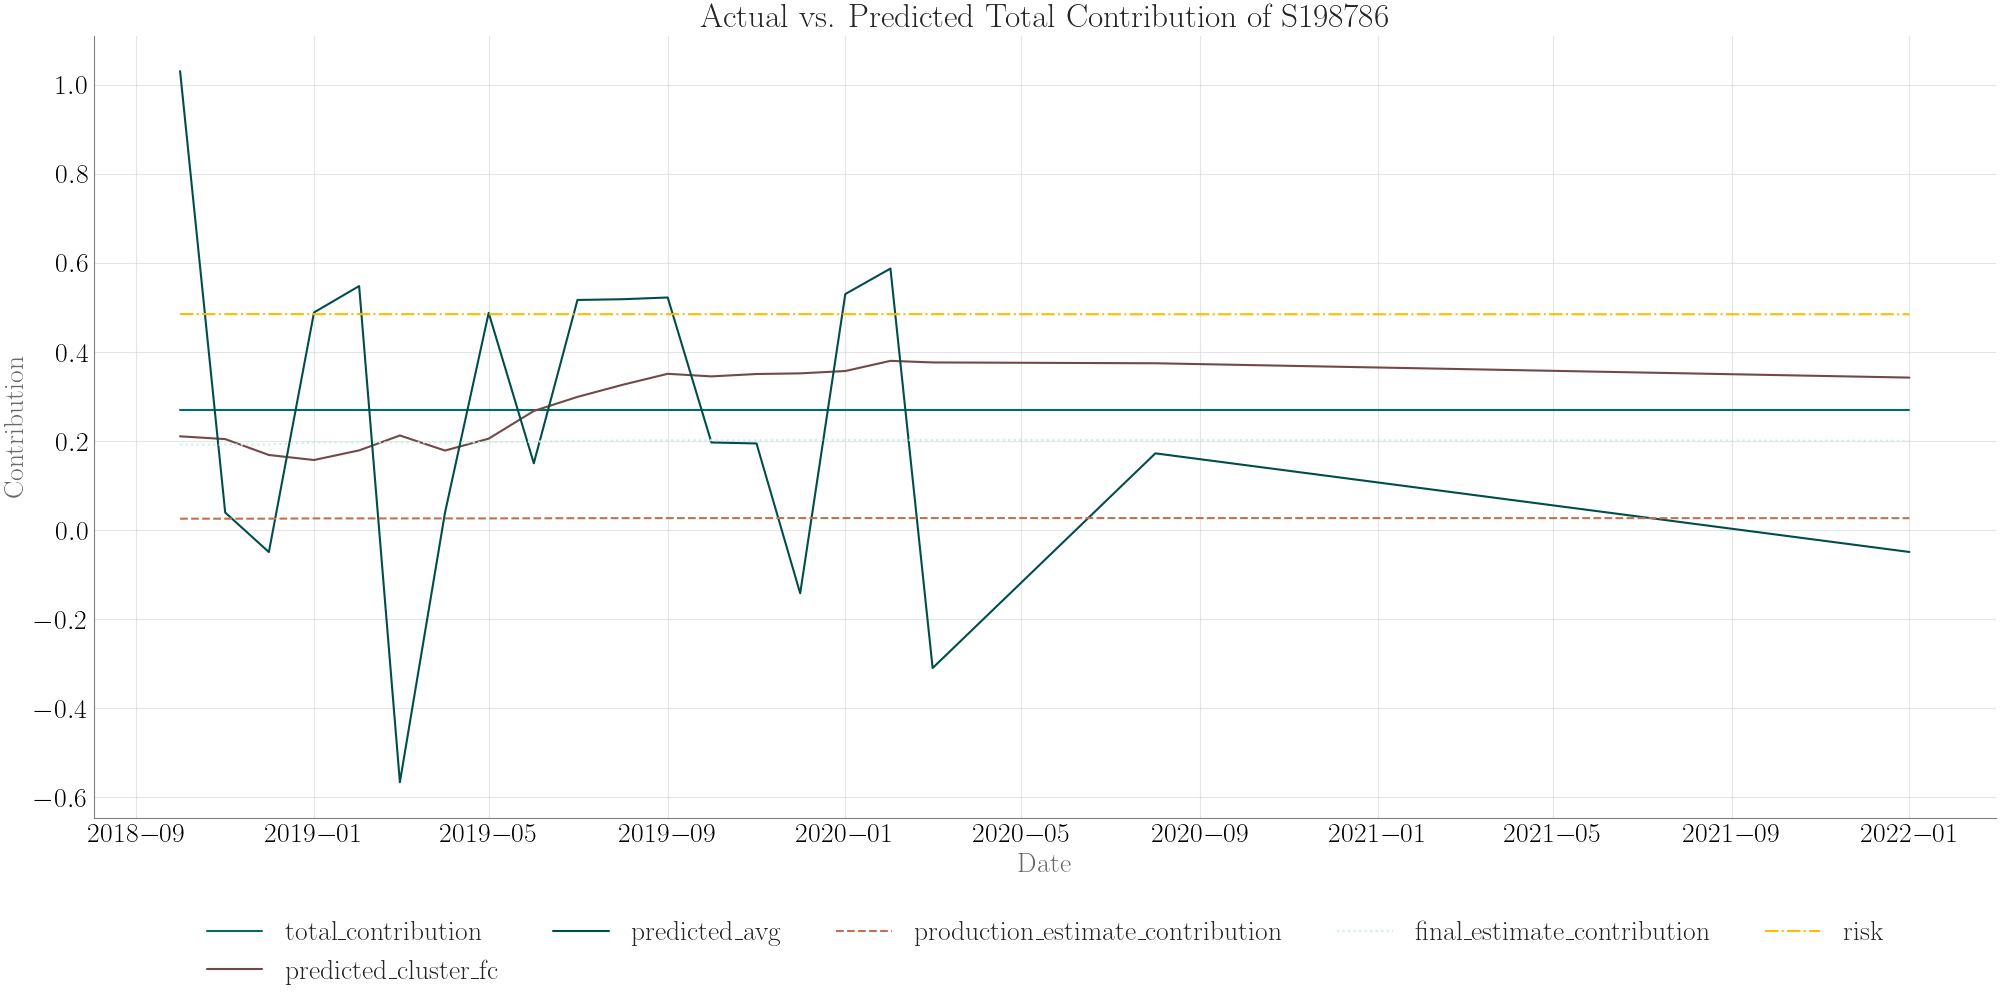 Actual vs. Predicted Total Contribution of S198786
Contribution
1.0
0.8
0.6
0.4
0.2
0.0
−0.2
−0.4
−0.6
2018−09 2019−01 2019−05 2019−09 2020−01 2020−05 2020−09 2021−01 2021−05 2021−09 2022−01
Date
total_contribution predicted_avg production_estimate_contribution final_estimate_contribution risk
predicted_cluster_fc